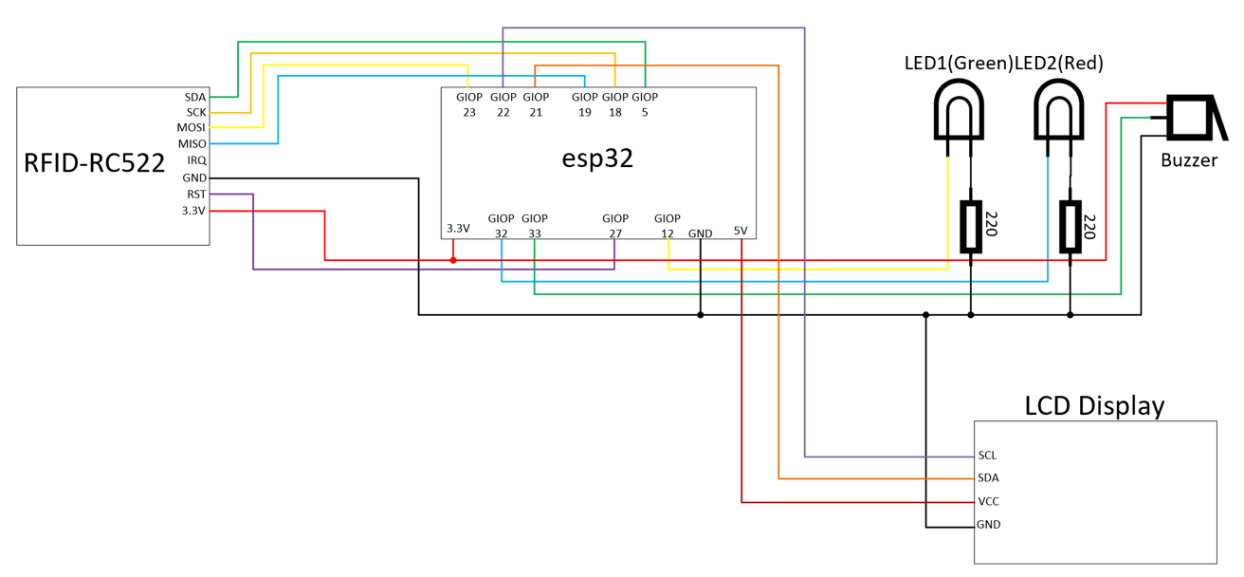 LED1(Green)LED2(Red)
SDA
SCK
MOSI
MISO
IRQ
GND
RST
3.3V
RFID-RC522
GIOP GIOP GIOP GIOP GIOP GIOP
23 22 21 19 18 5
esp32
GIOP GIOP GIOP GIOP
3.3V 32 33 27 12 GND 5V
220
220
Buzzer
LCD Display
SCL
SDA
VCC
GND